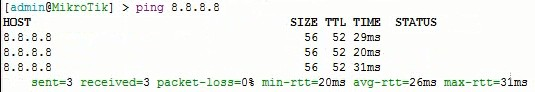 [admin@MikroTik] > ping 8.8.8.8
HOST SIZE TTL TIME STATUS
8.8.8.8 56 52 29ms
8.8.8.8 56 52 20ms
8.8.8.8 56 52 31ms
sent=3 received=3 packet-loss=0% min-rtt=20ms avg-rtt=26ms max-rtt=31ms